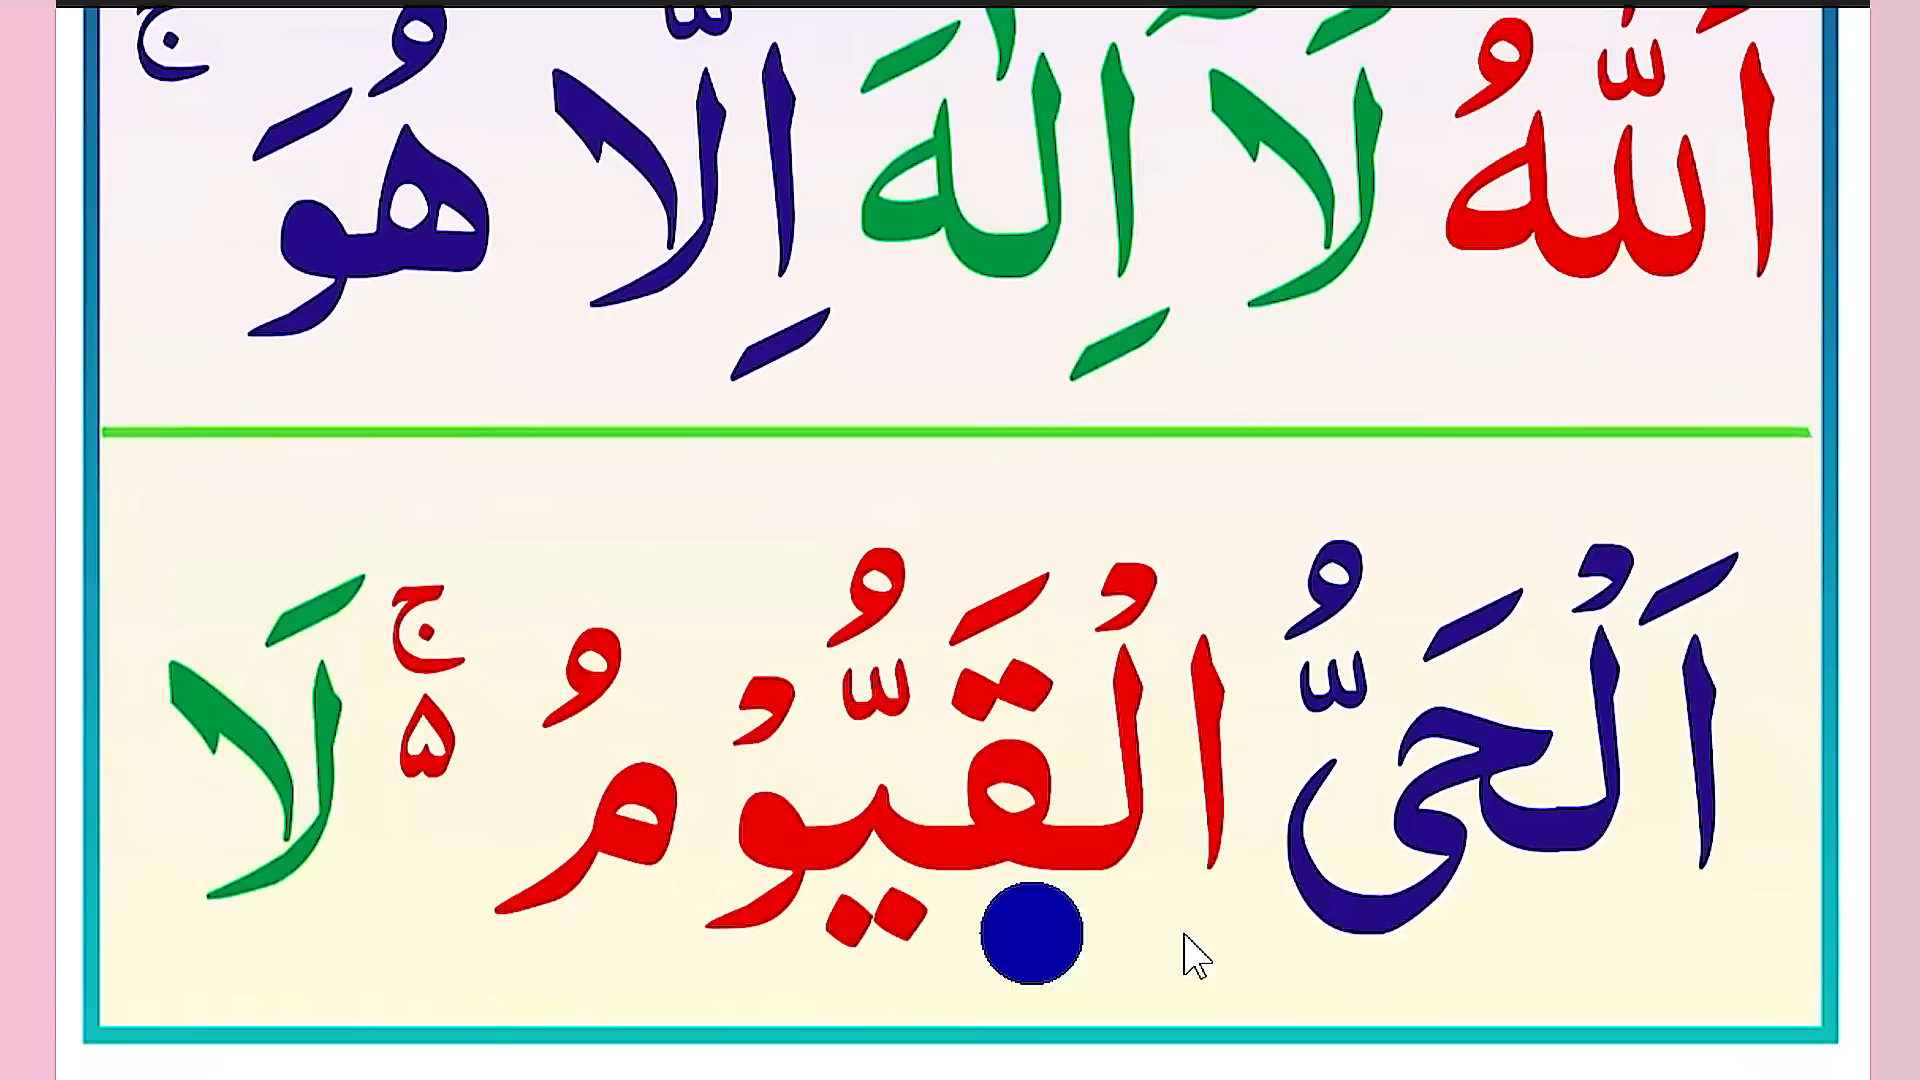 اَللّٰهُ لَاۤ اِلٰهَ اِلَّا هُوَ ۚ
اَلْحَیُّ الْقَیُّوْمُ ۚ۵ لَا